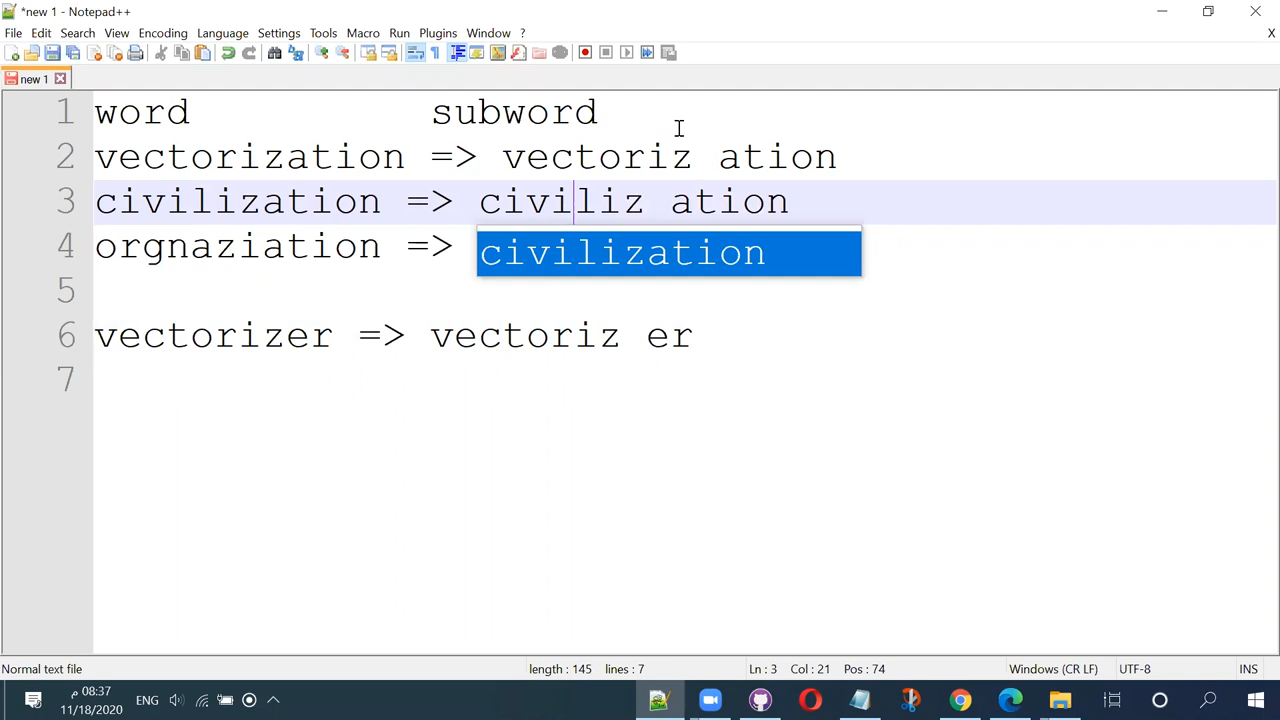 *new 1 - Notepad++
File Edit Search View Encoding Language Settings Tools Macro Run Plugins Window ? X
new 1
1 word subword
2 vectorization => vectoriz ation
3 civilization => civiliz ation
civilization
4 orgnaziation =>
5
6 vectorizer => vectoriz er
7
Normal text file length : 145 lines : 7 Ln : 3 Col : 21 Pos : 74 Windows (CR LF) UTF-8 INS
م 08:37 ENG
11/18/2020